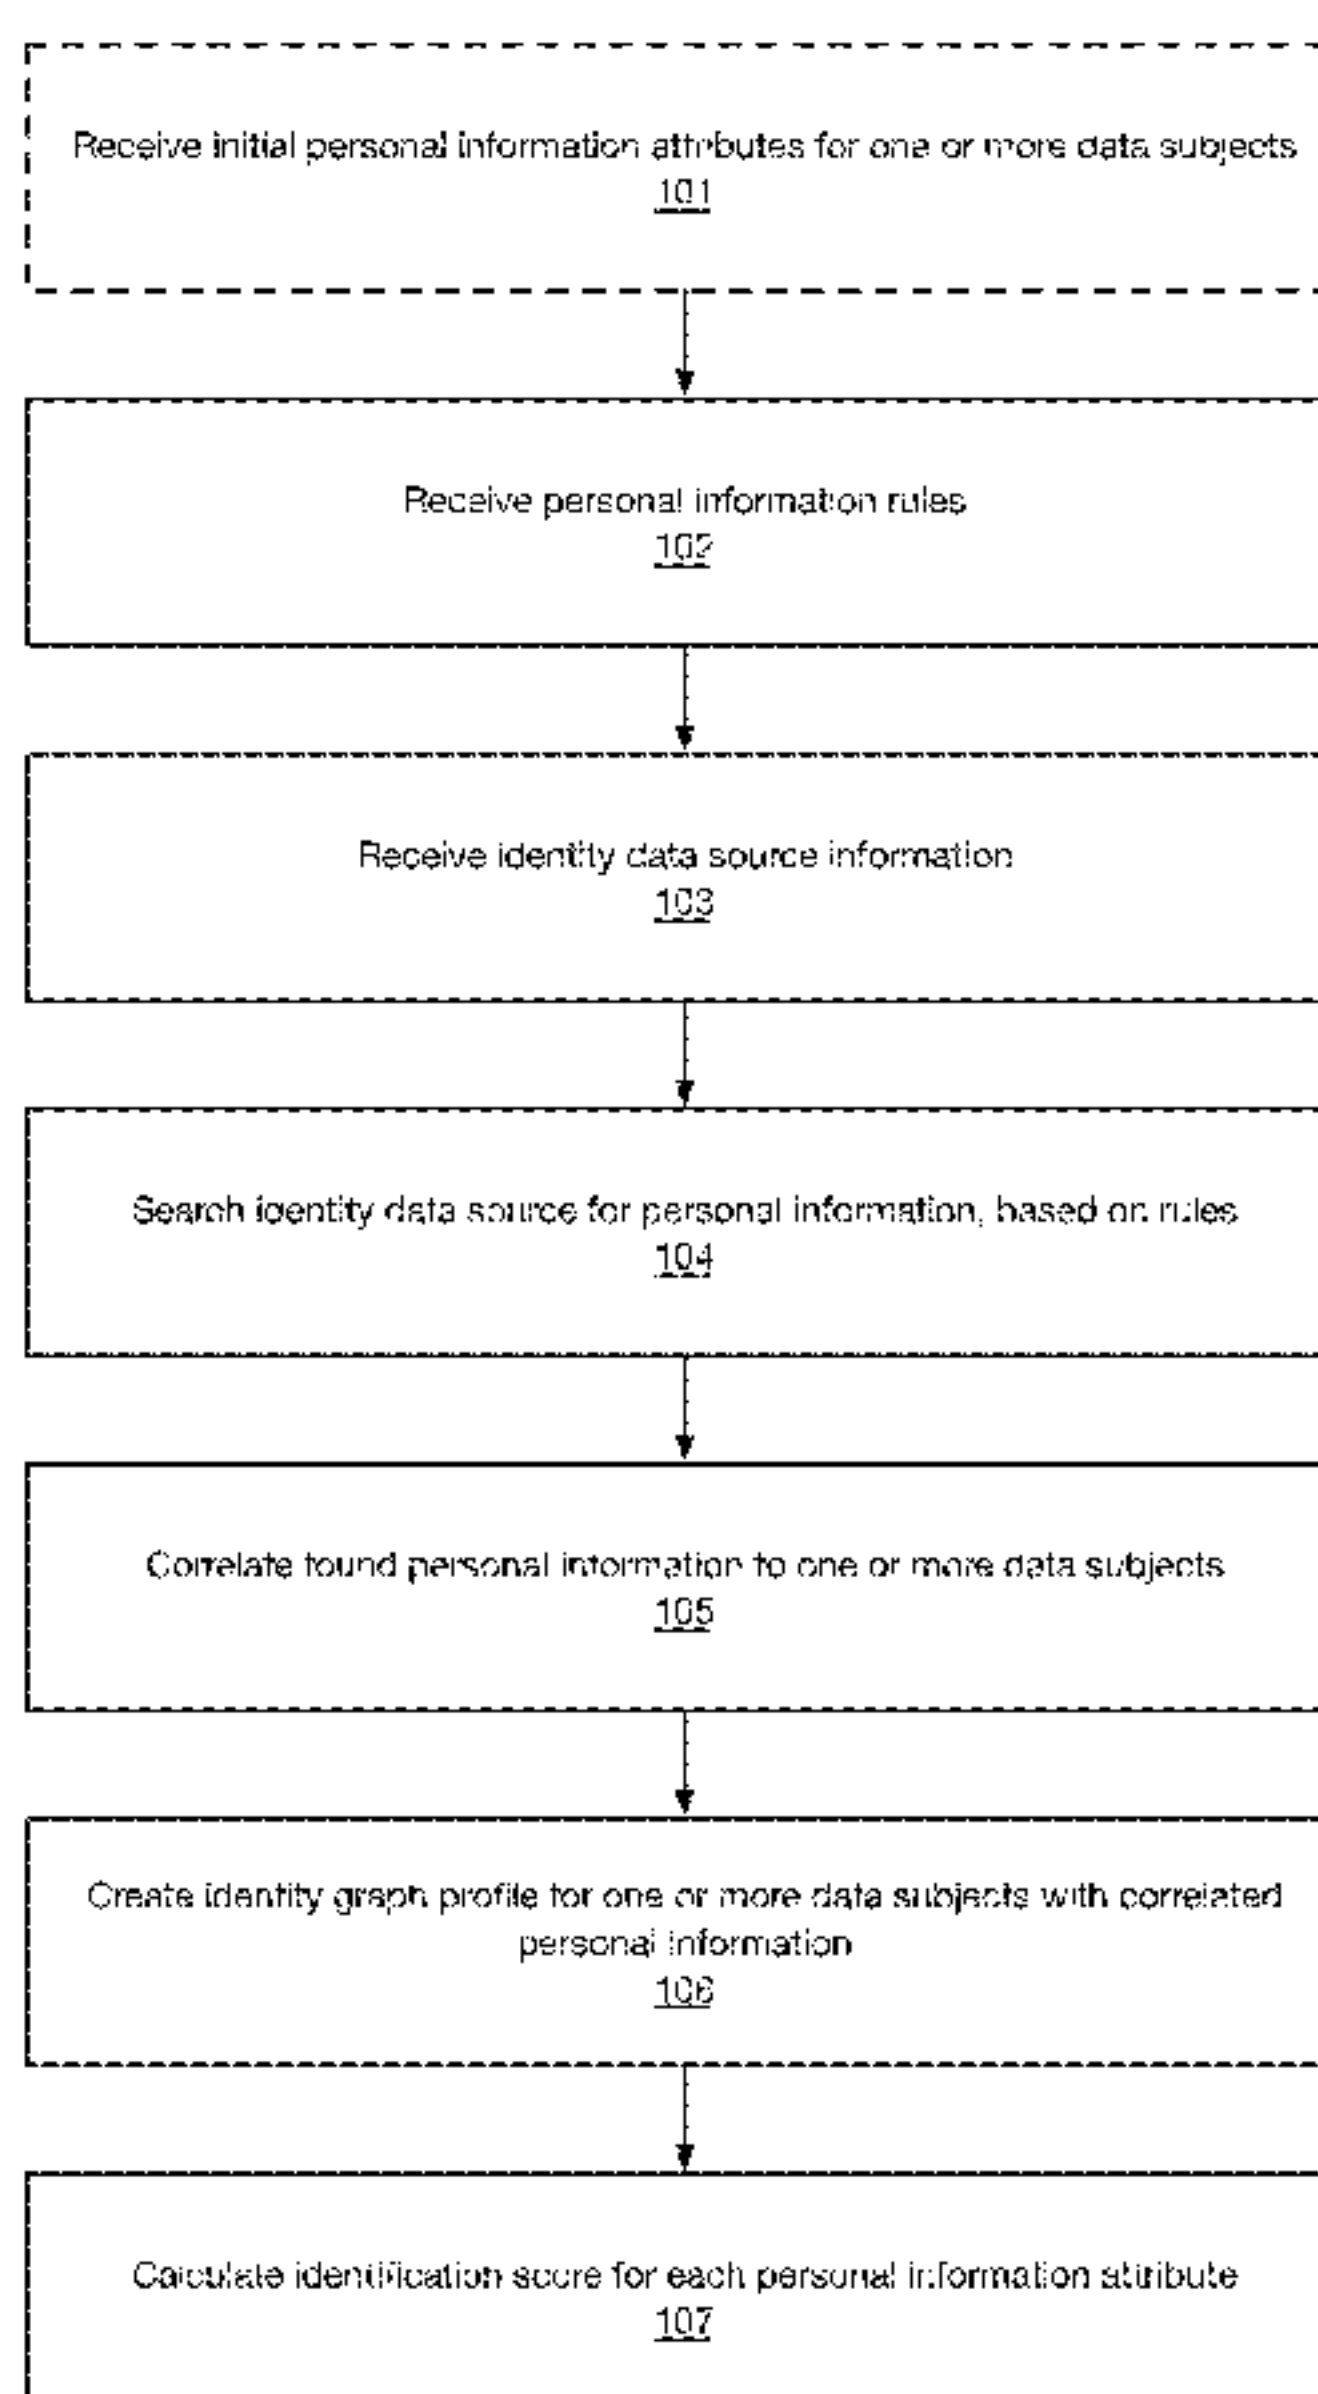 Receive initial personal information attributes for one or more data subjects
101
Receive personal information rules
102
Receive identity data source information
103
Search identity data source for personal information, based on rules
104
Correlate found personal information to one or more data subjects
105
Create identity graph profile for one or more data subjects with correlated
personal information
106
Calculate identification score for each personal information attribute
107